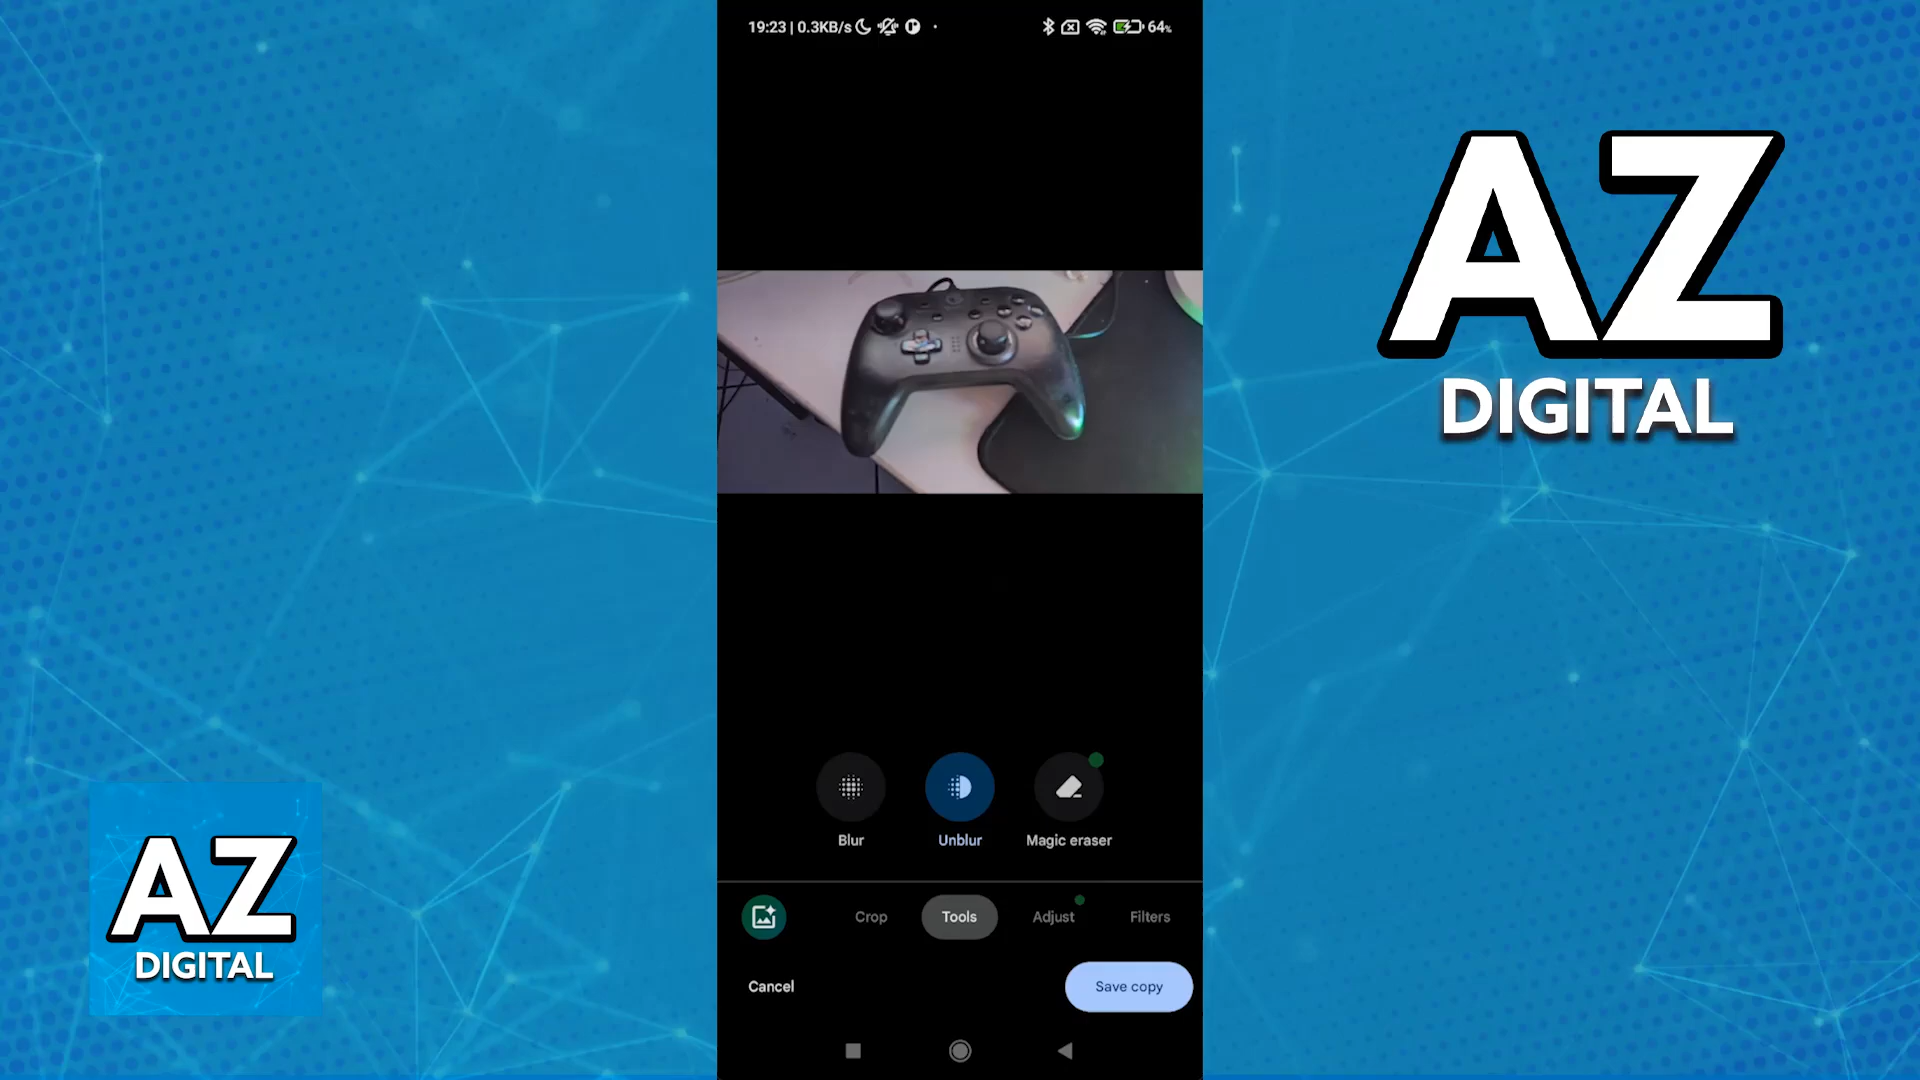 19:23 | 0.3KB/s
64%
AZ
DIGITAL
Blur
Unblur
Magic eraser
Crop
Tools
Adjust
Filters
Cancel
Save copy
AZ
DIGITAL